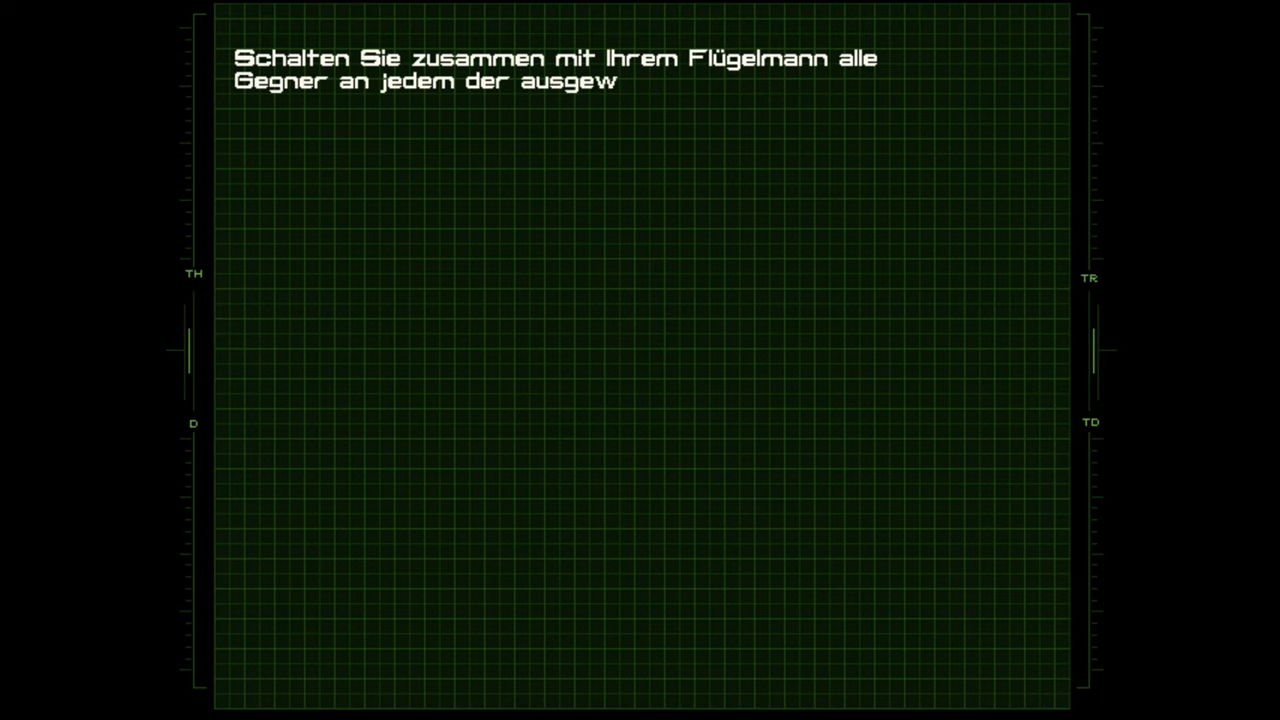 Schalten Sie zusammen mit Ihrem Flügelmann alle
Gegner an jedem der ausgew
TH
TR
D
TD